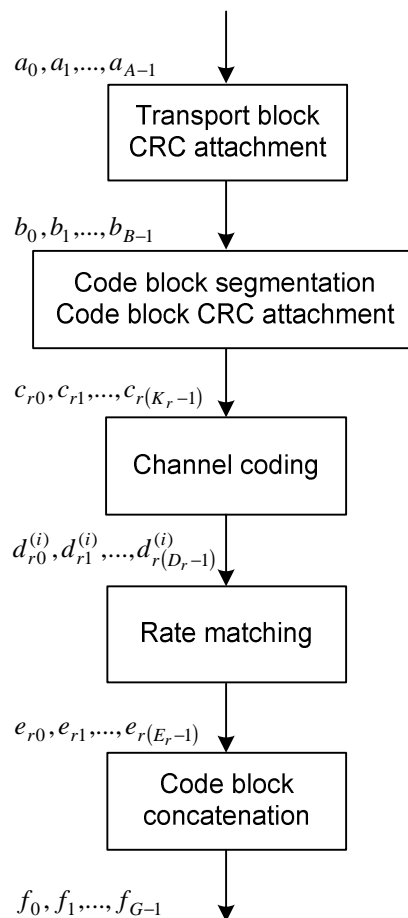 a_0, a_1,..., a_{A-1}
Transport block
CRC attachment
b_0, b_1,..., b_{B-1}
Code block segmentation
Code block CRC attachment
c_{r0}, c_{r1},..., c_{r(K_r-1)}
Channel coding
d_{r0}^{(i)}, d_{r1}^{(i)},..., d_{r(D_r-1)}^{(i)}
Rate matching
e_{r0}, e_{r1},..., e_{r(E_r-1)}
Code block
concatenation
f_0, f_1,..., f_{G-1}